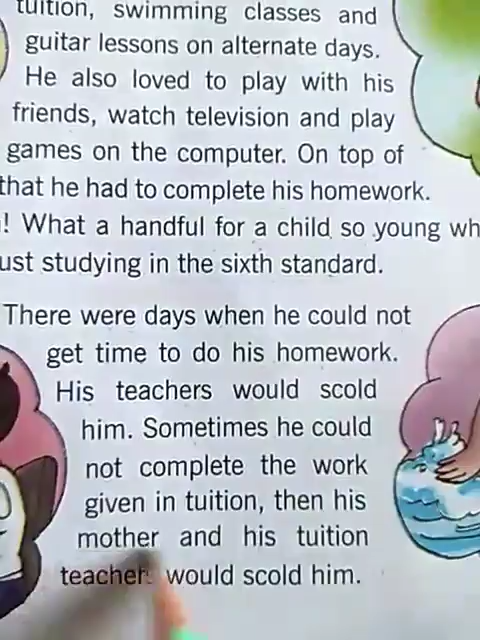 tuition, swimming classes and
guitar lessons on alternate days.
He also loved to play with his
friends, watch television and play
games on the computer. On top of
that he had to complete his homework.
! What a handful for a child so young
ust studying in the sixth standard.
There were days when he could not
get time to do his homework.
His teachers would scold
him. Sometimes he could
not complete the work
given in tuition, then his
mother and his tuition
teacher would scold him.